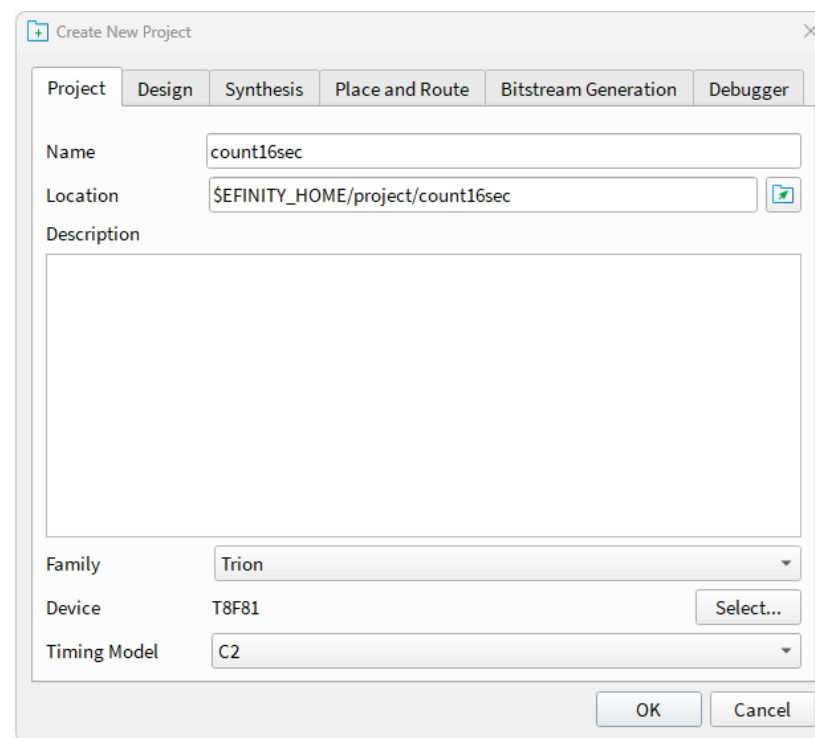 Create New Project
Project Design Synthesis Place and Route Bitstream Generation Debugger
Name count16sec
Location $EFINITY_HOME/project/count16sec
Description
Family Trion
Device T8F81 Select...
Timing Model C2
OK Cancel